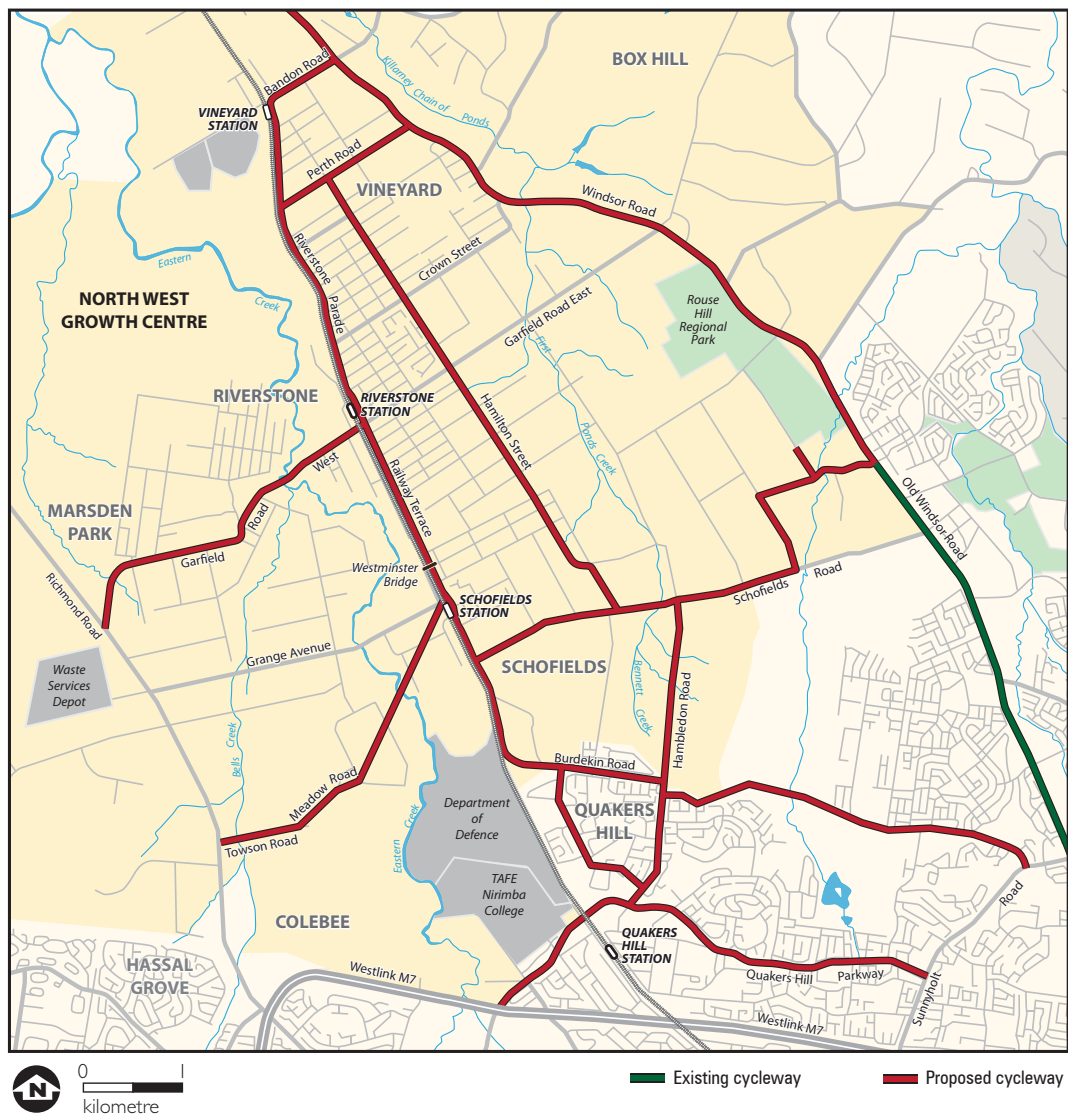 BOX HILL
Killarney Chain of Ponds
Bandon Road
VINEYARD
STATION
Perth Road
VINEYARD
Windsor Road
Crown Street
Riverstone Parade
Eastern
Creek
Garfield Road East
First
Ponds Creek
Rouse
Hill
Regional
Park
NORTH WEST
GROWTH CENTRE
RIVERSTONE
RIVERSTONE
STATION
Hamilton Street
West
Railway Terrace
Old Windsor Road
MARSDEN
PARK
Road
Garfield
Westminster
Bridge
Richmond Road
SCHOFIELDS
STATION
Schofields
Road
Grange Avenue
Waste
Services
Depot
SCHOFIELDS
Bennett
Creek
Hambledon Road
Bells Creek
Burdekin Road
Meadow Road
Towson Road
Department
of
Defence
Eastern
Creek
QUAKERS
HILL
TAFE
Nirimba
College
Road
COLEBEE
QUAKERS
HILL
STATION
HASSAL
GROVE
Westlink M7
Quakers Hill
Parkway
Sunnyholt
Westlink M7
N
0
1
kilometre
Existing cycleway
Proposed cycleway